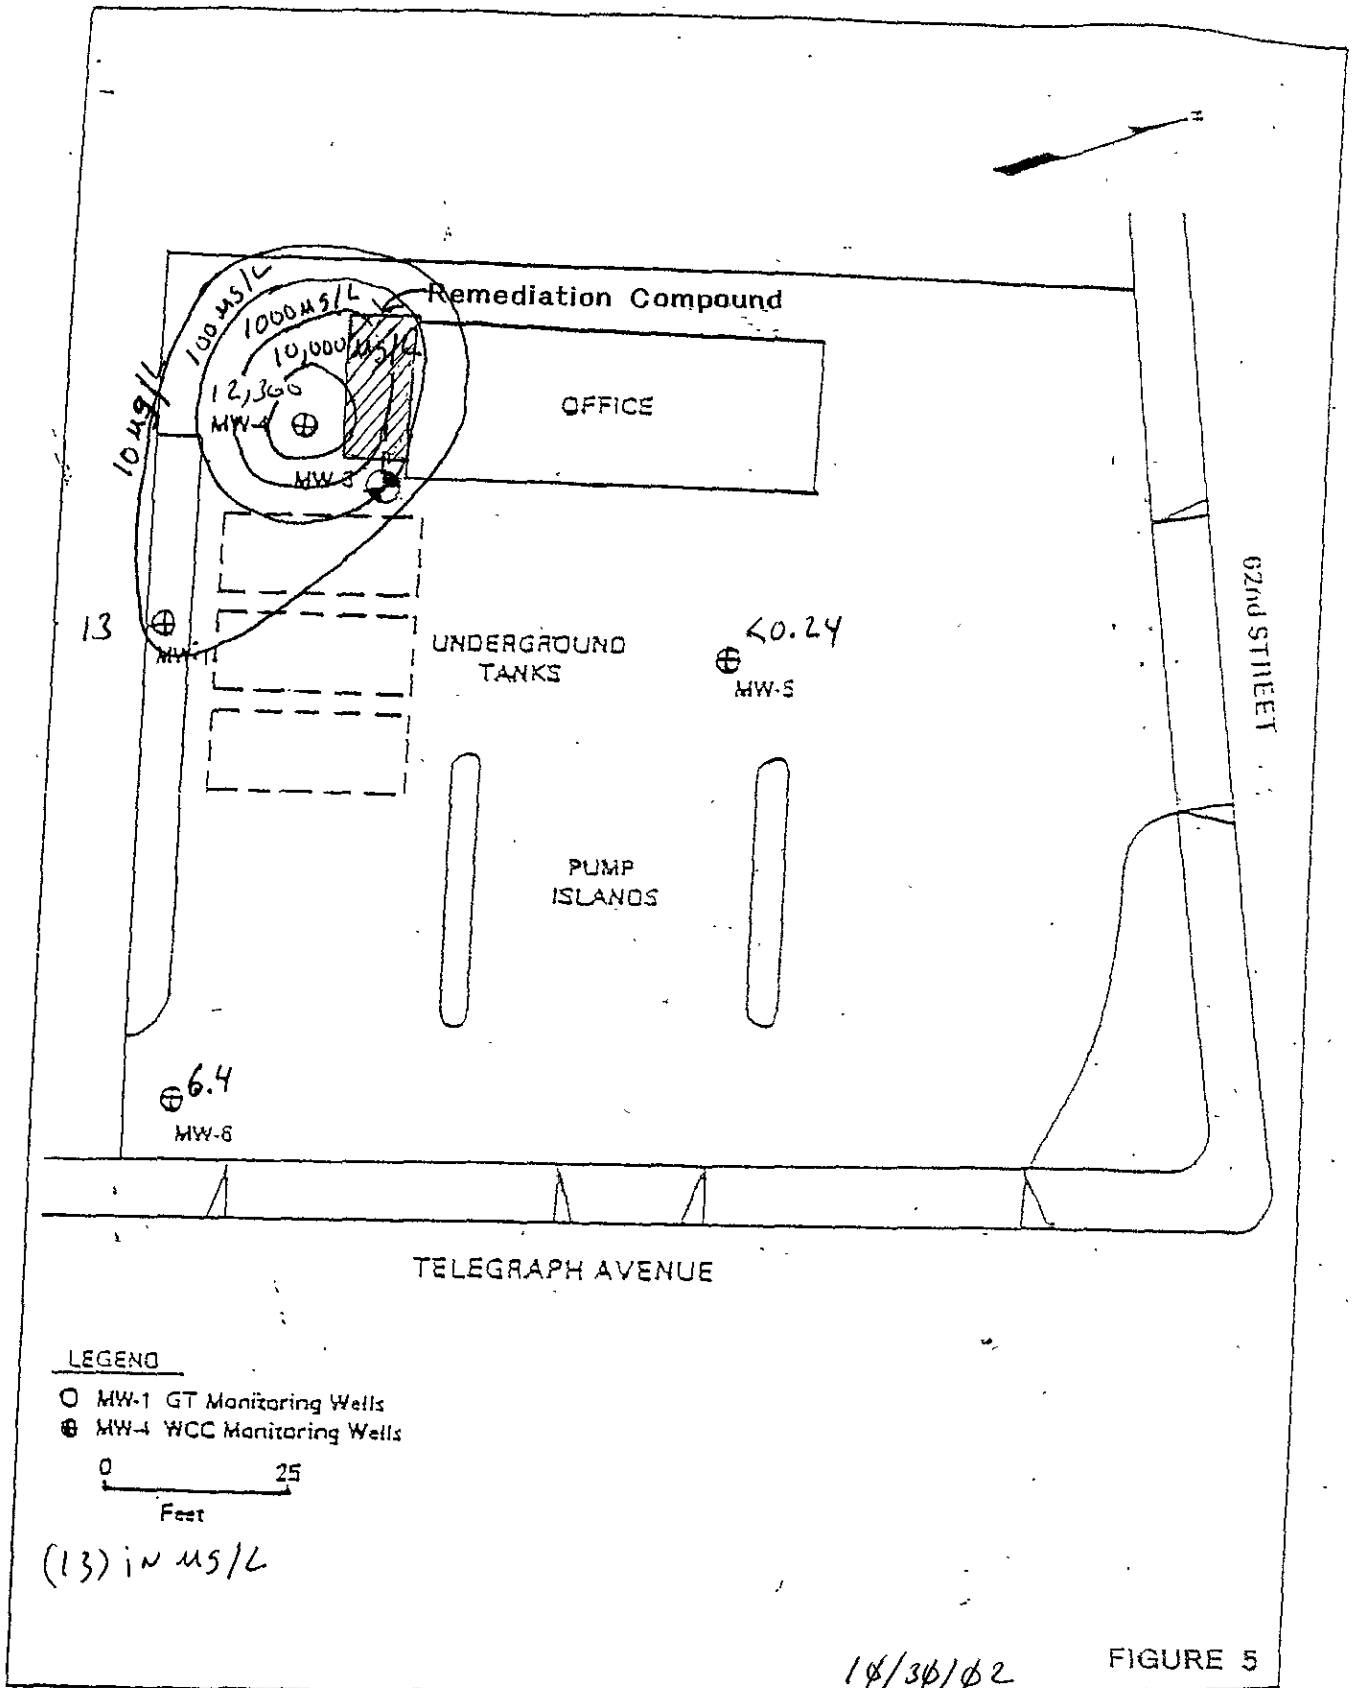 Remediation Compound
100 µg/L
1000 µg/L
10,000 µg/L
10 µg/L
12,300
MW-4
MW-3
OFFICE
13
MW-
UNDERGROUND
TANKS
<0.24
MW-5
62nd STREET
PUMP
ISLANDS
6.4
MW-6
TELEGRAPH AVENUE
LEGEND
MW-1 GT Monitoring Wells
MW-4 WCC Monitoring Wells
0 25
Feet
(13) iN µg/L
10/30/02
FIGURE 5